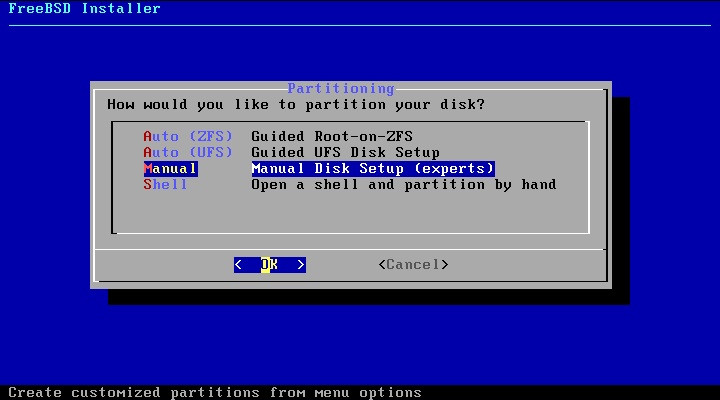 FreeBSD Installer
Partitioning
How would you like to partition your disk?
Auto (ZFS) Guided Root-on-ZFS
Auto (UFS) Guided UFS Disk Setup
Manual Manual Disk Setup (experts)
Shell Open a shell and partition by hand
< OK > <Cancel>
Create customized partitions from menu options